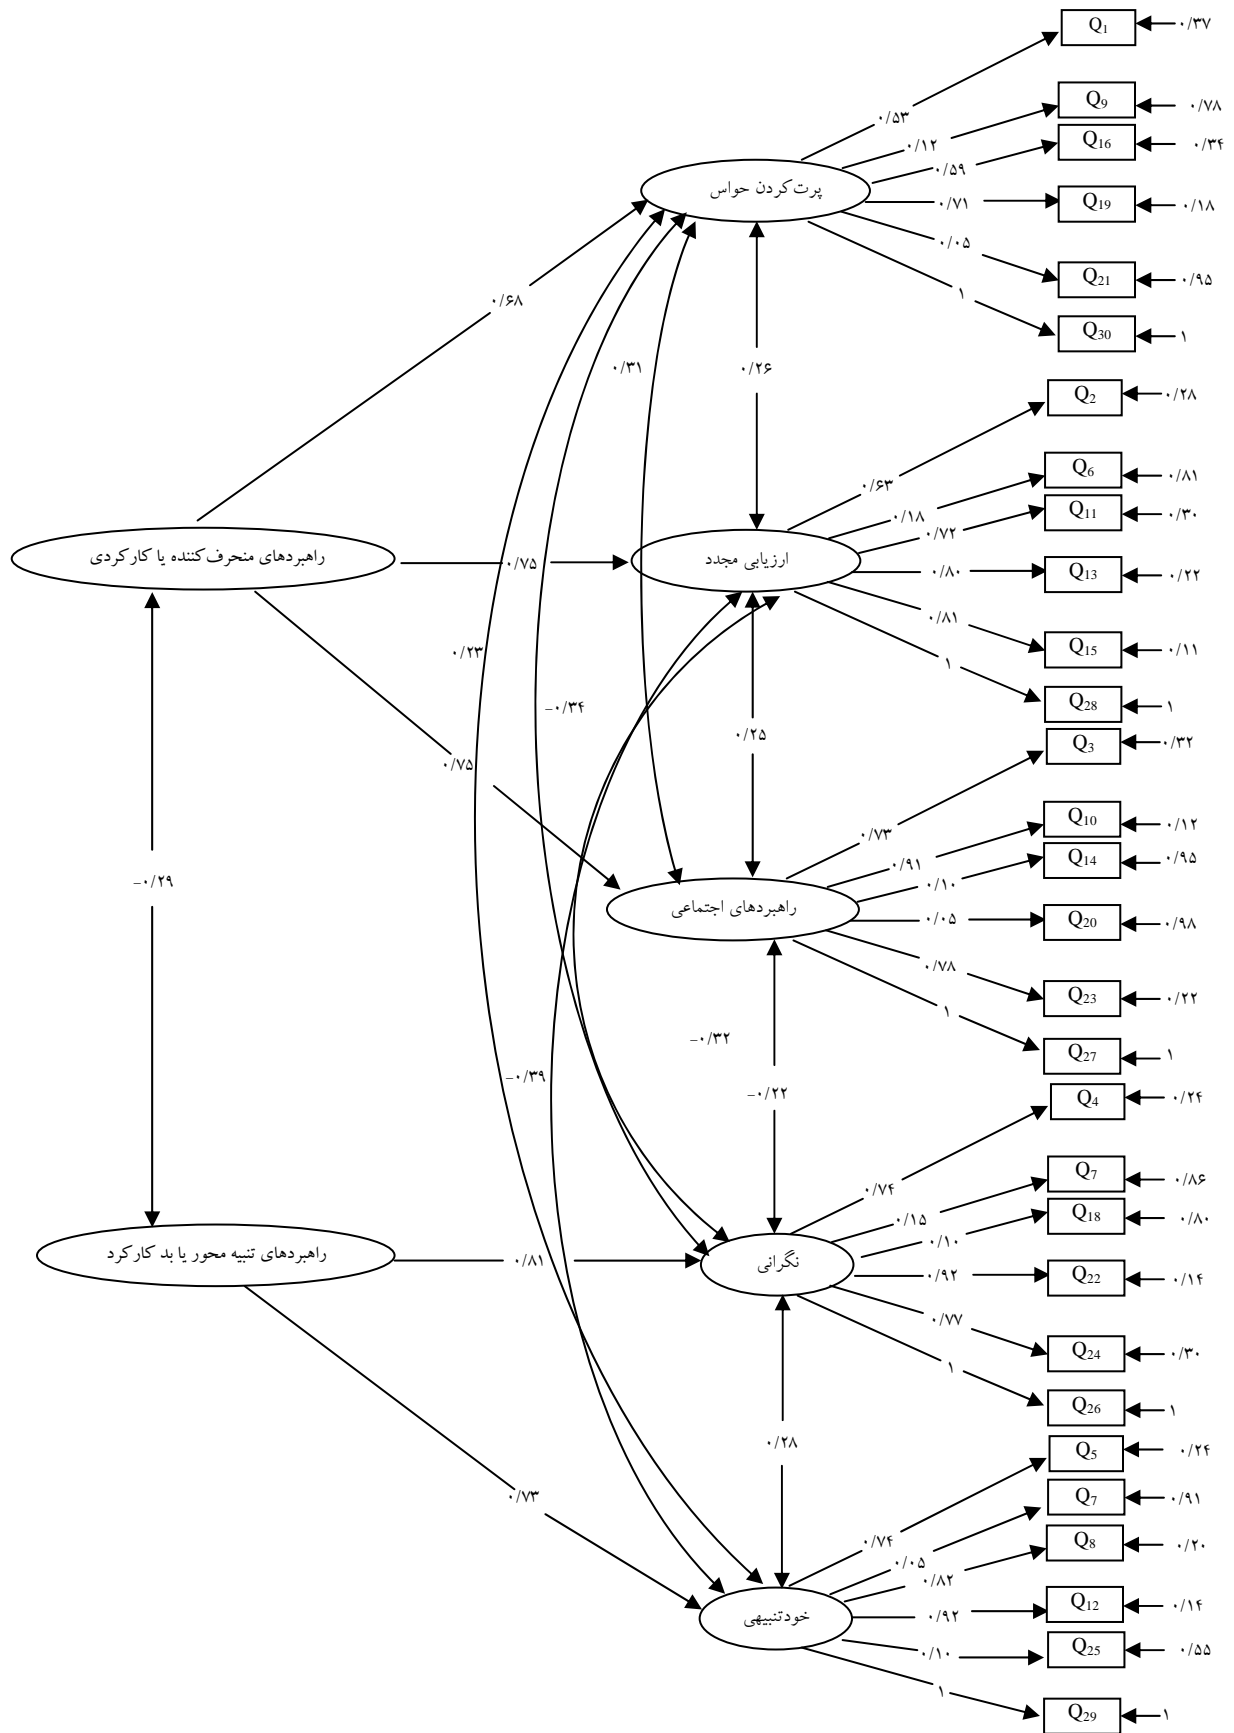 Q1 ۰/۳۷
۰/۵۳
Q9 ۰/۷۸
۰/۱۲
Q16 ۰/۳۴
۰/۵۹
پرت‌کردن حواس
۰/۷۱
Q19 ۰/۱۸
۰/۰۵
Q21 ۰/۹۵
۱
Q30 ۱
۰/۶۸
۰/۳۱
۰/۲۶
Q2 ۰/۲۸
۰/۶۳
Q6 ۰/۸۱
۰/۱۸
Q11 ۰/۳۰
۰/۷۲
راهبردهای منحرف‌کننده یا کارکردی
۰/۷۵
ارزیابی مجدد
۰/۸۰
Q13 ۰/۲۲
۰/۸۱
Q15 ۰/۱۱
۱
Q28 ۱
۰/۲۳
−۰/۳۴
۰/۲۵
Q3 ۰/۳۲
۰/۷۵
۰/۷۳
Q10 ۰/۱۲
۰/۹۱
Q14 ۰/۹۵
۰/۱۰
−۰/۲۹
راهبردهای اجتماعی
۰/۰۵
Q20 ۰/۹۸
۰/۷۸
Q23 ۰/۲۲
۱
Q27 ۱
−۰/۳۲
−۰/۳۹
−۰/۲۲
Q4 ۰/۲۴
۰/۷۴
Q7 ۰/۸۶
۰/۱۵
Q18 ۰/۸۰
۰/۱۰
راهبردهای تنبیه محور یا بد کارکرد
۰/۸۱
نگرانی
۰/۹۲
Q22 ۰/۱۴
۰/۷۷
Q24 ۰/۳۰
۱
Q26 ۱
۰/۲۸
Q5 ۰/۲۴
۰/۷۳
۰/۷۴
Q7 ۰/۹۱
۰/۰۵
Q8 ۰/۲۰
۰/۸۲
خودتنبیهی
۰/۹۲
Q12 ۰/۱۴
۰/۱۰
Q25 ۰/۵۵
۱
Q29 ۱